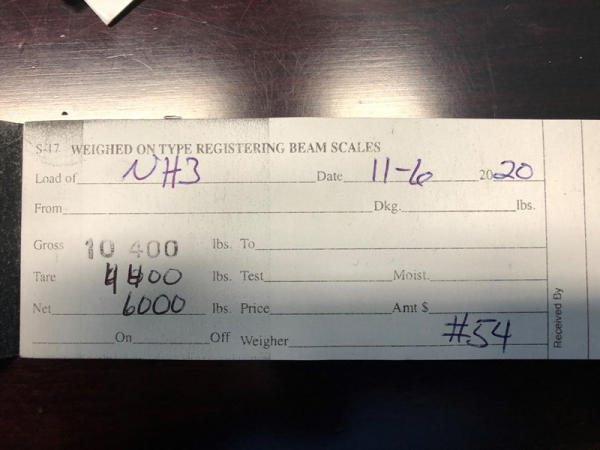 S-17 WEIGHED ON TYPE REGISTERING BEAM SCALES
Load of NH3 Date 11-6 2020
From Dkg. lbs.
Gross 10 400 lbs. To
Tare 4400 lbs. Test Moist.
Net 6000 lbs. Price Amt $
On Off Weigher #54
Received By